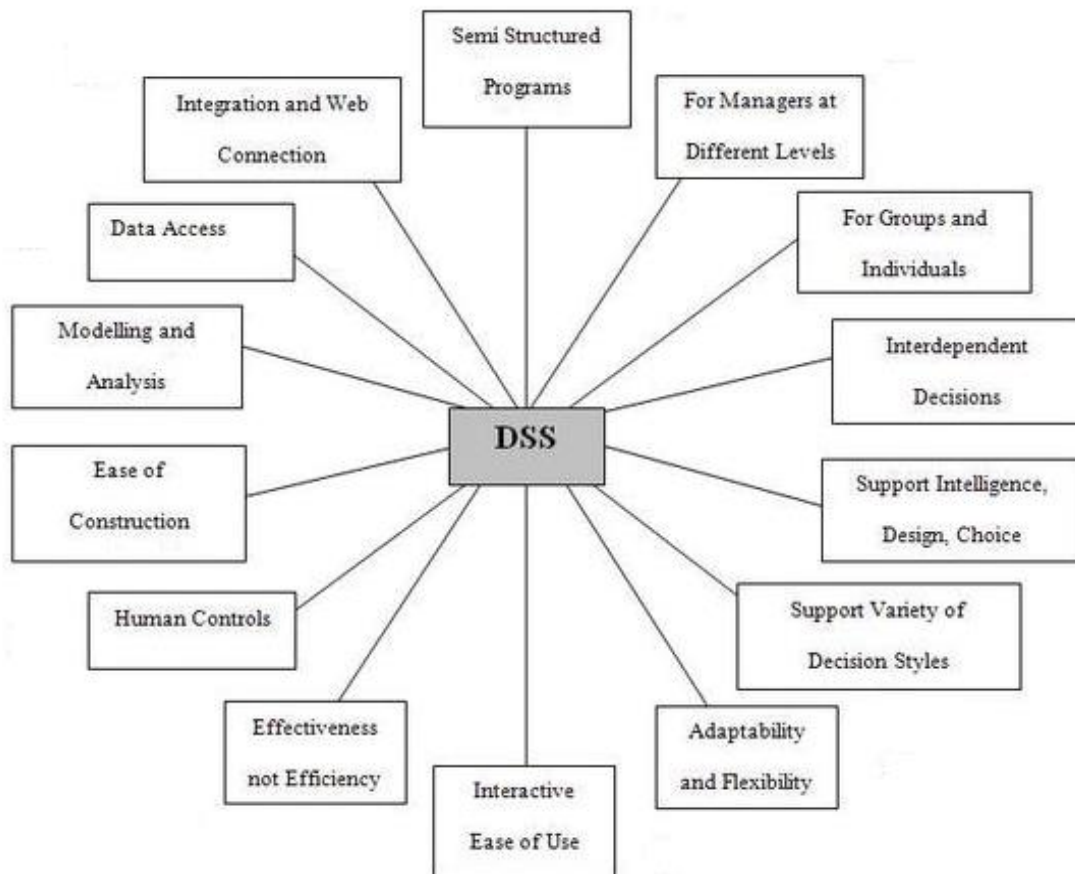 Semi Structured
Programs
For Managers at
Different Levels
For Groups and
Individuals
Interdependent
Decisions
Support Intelligence,
Design, Choice
Support Variety of
Decision Styles
Adaptability
and Flexibility
Interactive
Ease of Use
Effectiveness
not Efficiency
Human Controls
Ease of
Construction
Modelling and
Analysis
Data Access
Integration and Web
Connection
DSS